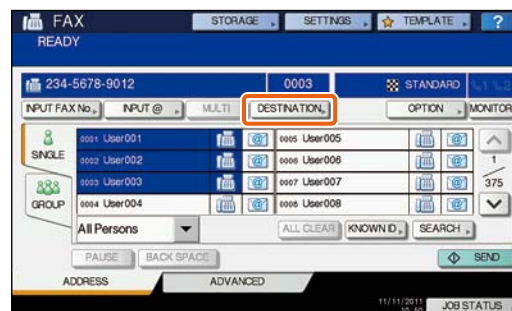 FAX STORAGE SETTINGS TEMPLATE ?
READY
234-5678-9012 0003 STANDARD
INPUT FAX No. INPUT @ MULTI DESTINATION OPTION MONITOR
SINGLE
0001 User001 0005 User005
0002 User002 0006 User006
1
0003 User003 0007 User007
375
GROUP
0004 User004 0008 User008
All Persons ALL CLEAR KNOWN ID SEARCH
PAUSE BACK SPACE SEND
ADDRESS ADVANCED
11/11/2011
JOB STATUS